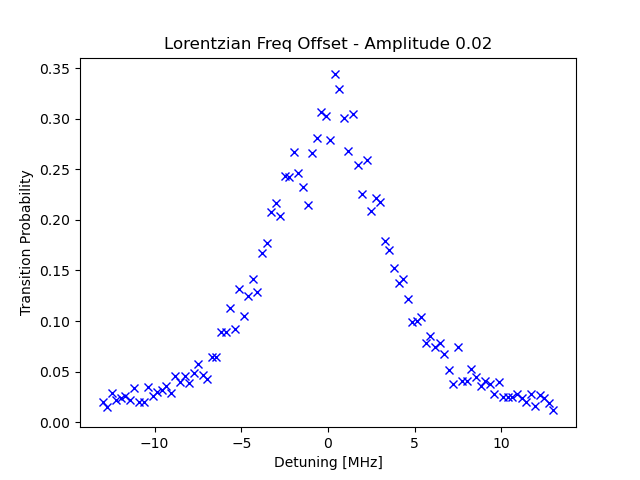 Lorentzian Freq Offset - Amplitude 0.02
Transition Probability
0.35
0.30
0.25
0.20
0.15
0.10
0.05
0.00
−10 −5 0 5 10
Detuning [MHz]